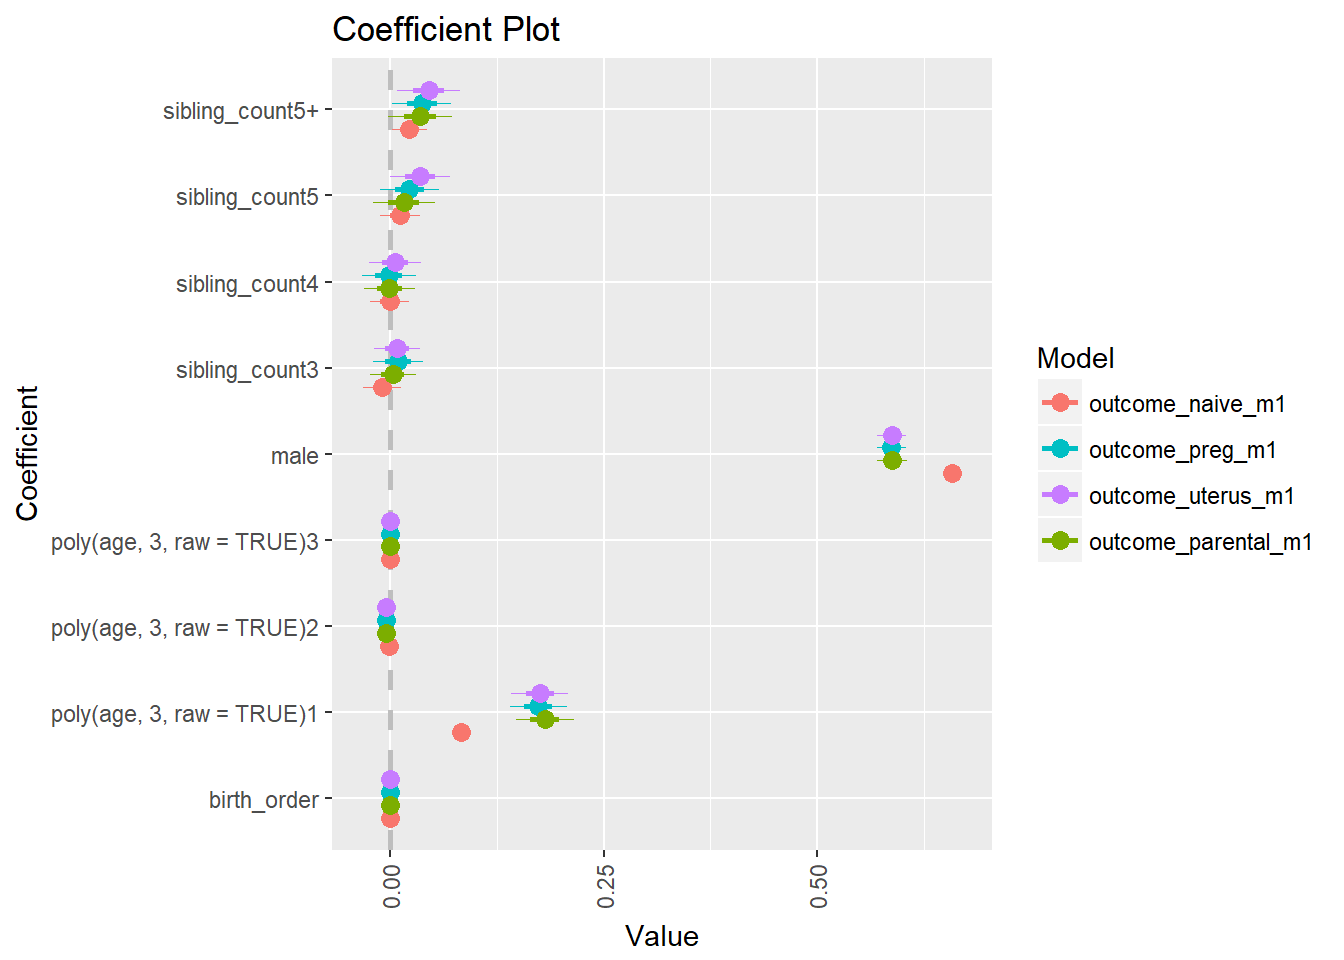 Coefficient Plot
Coefficient
sibling_count5+
sibling_count5
sibling_count4
sibling_count3
male
poly(age, 3, raw = TRUE)3
poly(age, 3, raw = TRUE)2
poly(age, 3, raw = TRUE)1
birth_order
0.00
0.25
0.50
Value
Model
outcome_naive_m1
outcome_preg_m1
outcome_uterus_m1
outcome_parental_m1